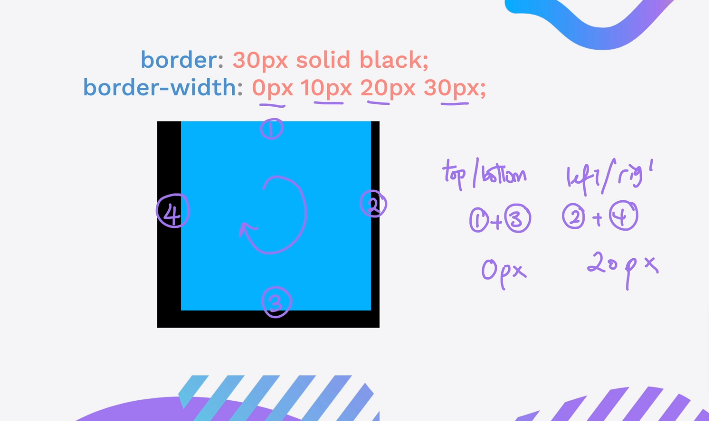 border: 30px solid black;
border-width: 0px 10px 20px 30px;
①
top/bottom left/righ'
④ ②
①+③ ②+④
0px 20px
③